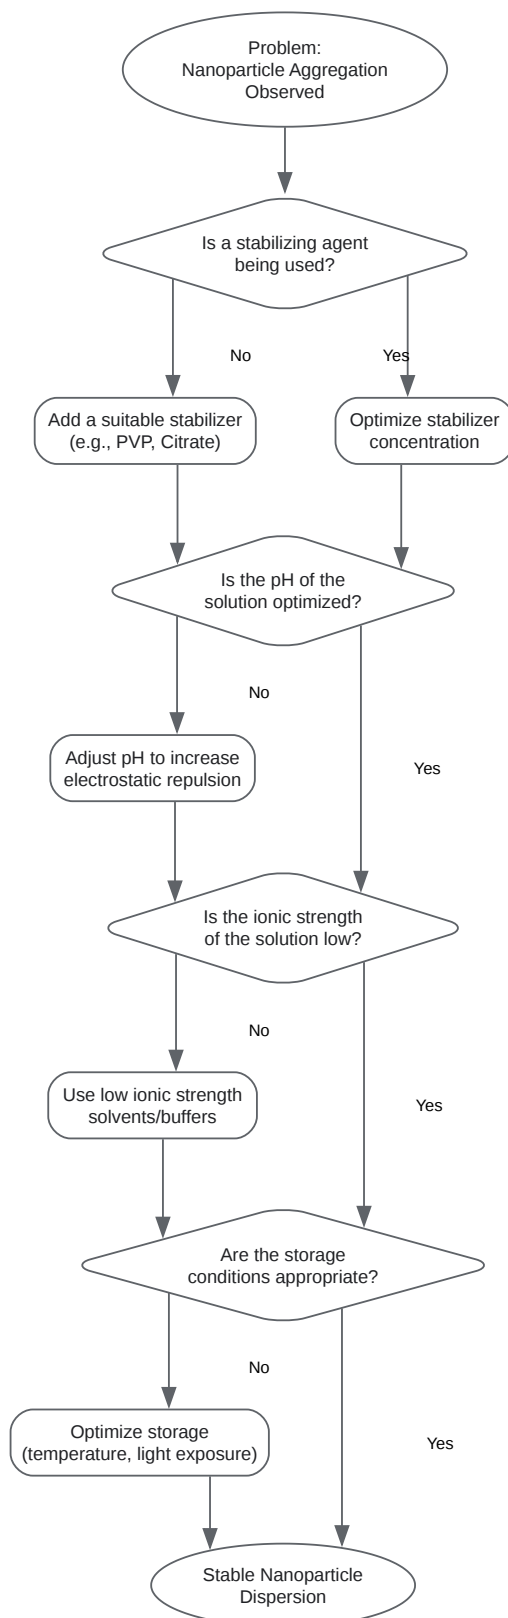 Problem:
Nanoparticle Aggregation
Observed
Is a stabilizing agent
being used?
No
Yes
Add a suitable stabilizer
(e.g., PVP, Citrate)
Optimize stabilizer
concentration
Is the pH of the
solution optimized?
No
Adjust pH to increase
electrostatic repulsion
Yes
Is the ionic strength
of the solution low?
No
Use low ionic strength
solvents/buffers
Yes
Are the storage
conditions appropriate?
No
Optimize storage
(temperature, light exposure)
Yes
Stable Nanoparticle
Dispersion